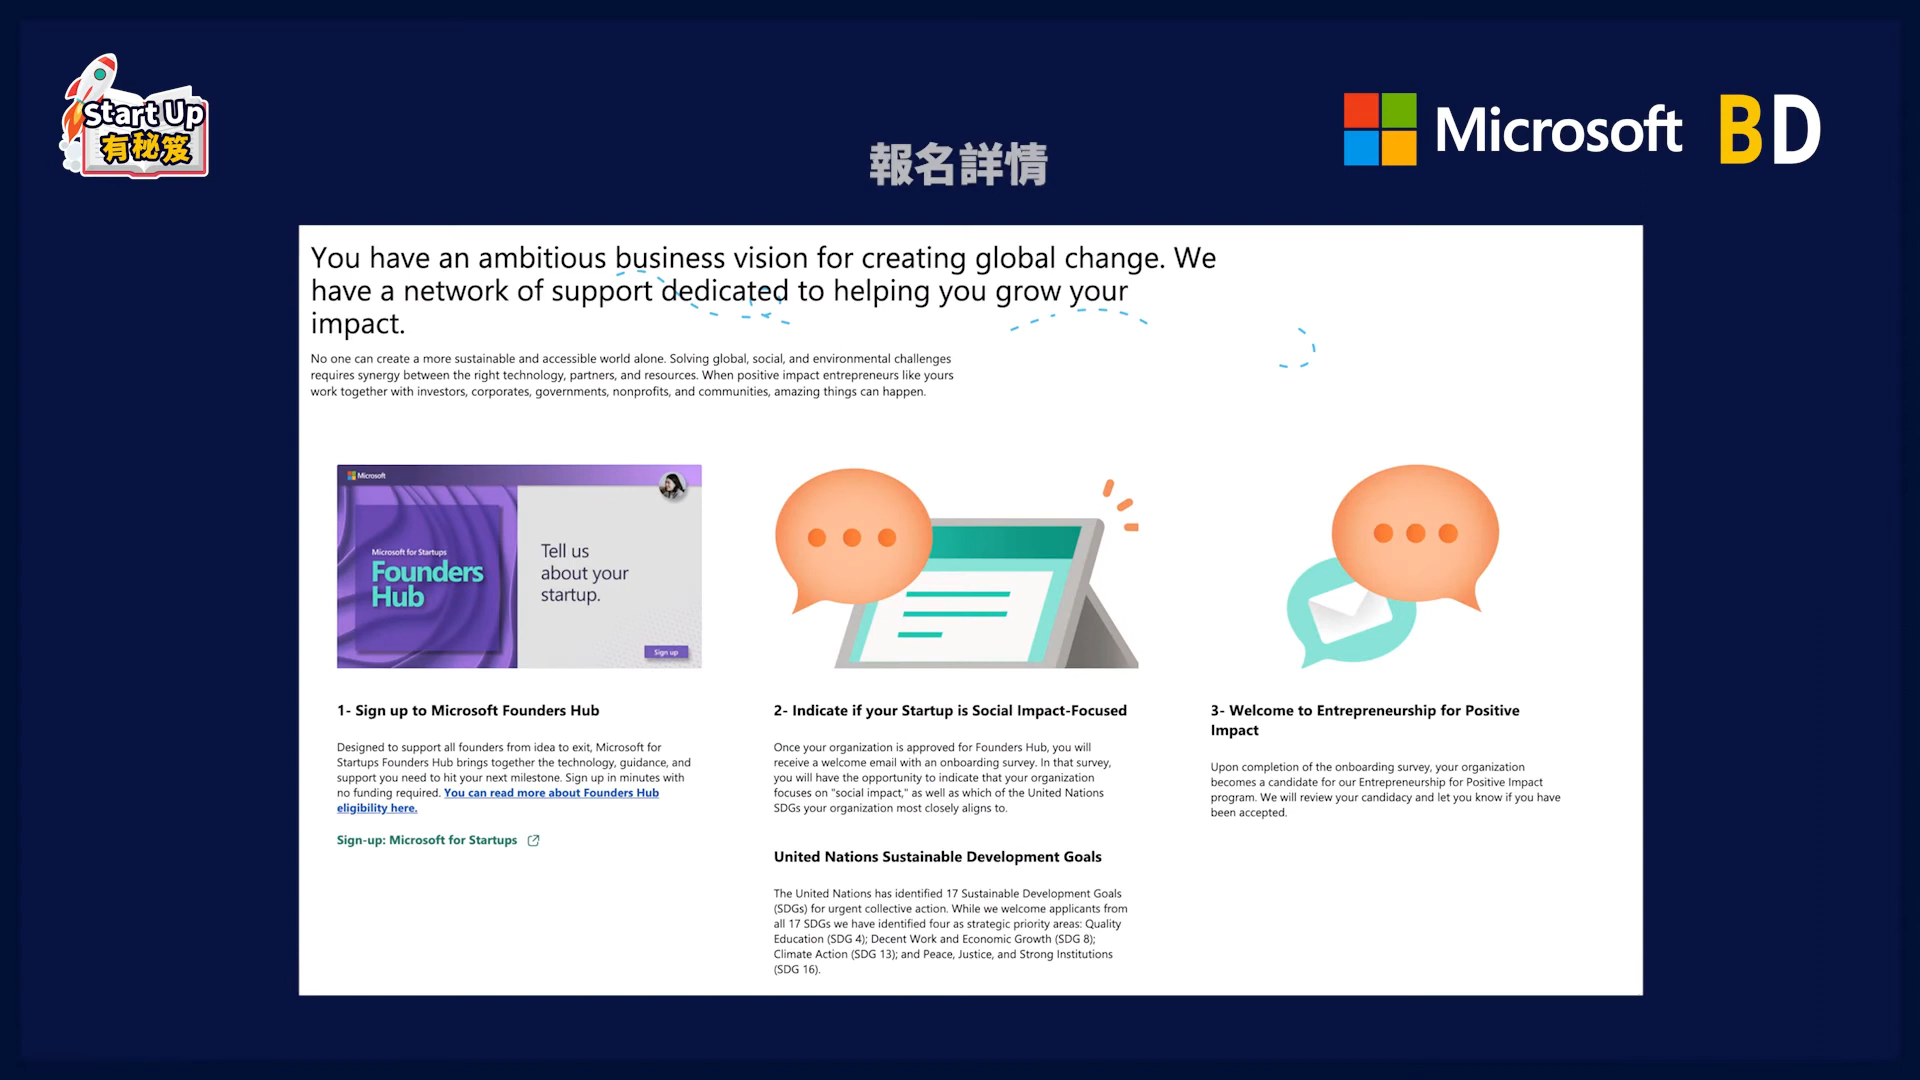 Start Up
有秘笈
Microsoft
BD
報名詳情
You have an ambitious business vision for creating global change. We
have a network of support dedicated to helping you grow your
impact.
No one can create a more sustainable and accessible world alone. Solving global, social, and environmental challenges
requires synergy between the right technology, partners, and resources. When positive impact entrepreneurs like yours
work together with investors, corporates, governments, nonprofits, and communities, amazing things can happen.
Microsoft
Microsoft for Startups
Founders
Hub
Tell us
about your
startup.
Sign up
1- Sign up to Microsoft Founders Hub
Designed to support all founders from idea to exit, Microsoft for
Startups Founders Hub brings together the technology, guidance, and
support you need to hit your next milestone. Sign up in minutes with
no funding required. You can read more about Founders Hub
eligibility here.
Sign-up: Microsoft for Startups
2- Indicate if your Startup is Social Impact-Focused
Once your organization is approved for Founders Hub, you will
receive a welcome email with an onboarding survey. In that survey,
you will have the opportunity to indicate that your organization
focuses on "social impact," as well as which of the United Nations
SDGs your organization most closely aligns to.
United Nations Sustainable Development Goals
The United Nations has identified 17 Sustainable Development Goals
(SDGs) for urgent collective action. While we welcome applicants from
all 17 SDGs we have identified four as strategic priority areas: Quality
Education (SDG 4); Decent Work and Economic Growth (SDG 8);
Climate Action (SDG 13); and Peace, Justice, and Strong Institutions
(SDG 16).
3- Welcome to Entrepreneurship for Positive
Impact
Upon completion of the onboarding survey, your organization
becomes a candidate for our Entrepreneurship for Positive Impact
program. We will review your candidacy and let you know if you have
been accepted.